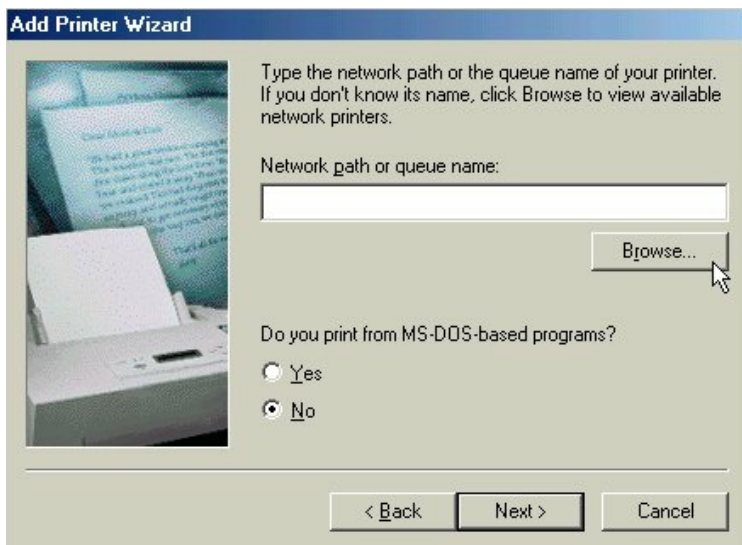 Add Printer Wizard
Type the network path or the queue name of your printer.
If you don't know its name, click Browse to view available
network printers.
Network path or queue name:
Browse...
Do you print from MS-DOS-based programs?
Yes
No
< Back
Next >
Cancel